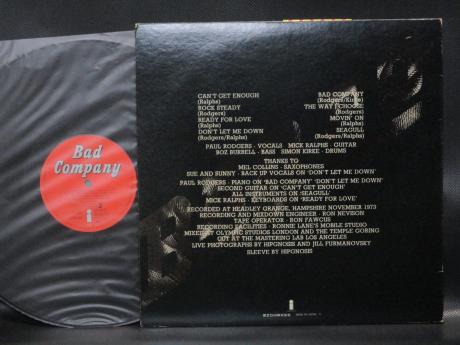 Bad
Company
CAN'T GET ENOUGH
(Ralphs)
ROCK STEADY
(Rodgers)
READY FOR LOVE
(Ralphs)
DON'T LET ME DOWN
(Rodgers/Ralphs)
BAD COMPANY
(Rodgers/Kirke)
THE WAY I CHOOSE
(Rodgers)
MOVIN' ON
(Ralphs)
SEAGULL
(Rodgers/Ralphs)
PAUL RODGERS · VOCALS MICK RALPHS · GUITAR
BOZ BURRELL · BASS SIMON KIRKE · DRUMS
THANKS TO
MEL COLLINS · SAXOPHONES
SUE AND SUNNY · BACK UP VOCALS ON 'DON'T LET ME DOWN'
PAUL RODGERS · PIANO ON 'BAD COMPANY' 'DON'T LET ME DOWN'
SECOND GUITAR ON 'CAN'T GET ENOUGH'
ALL INSTRUMENTS ON 'SEAGULL'
MICK RALPHS · KEYBOARDS ON 'READY FOR LOVE'
RECORDED AT HEADLEY GRANGE, HAMPSHIRE NOVEMBER 1973
RECORDING AND MIXDOWN ENGINEER · RON NEVISON
TAPE OPERATOR · RON FAWCUS
RECORDING FACILITIES · RONNIE LANE'S MOBILE STUDIO
MIXED AT OLYMPIC STUDIOS LONDON AND THE TEMPLE GORING
CUT AT THE MASTERING LAB LOS ANGELES
LIVE PHOTOGRAPHS BY HIPGNOSIS AND JILL FURMANOVSKY
SLEEVE BY HIPGNOSIS